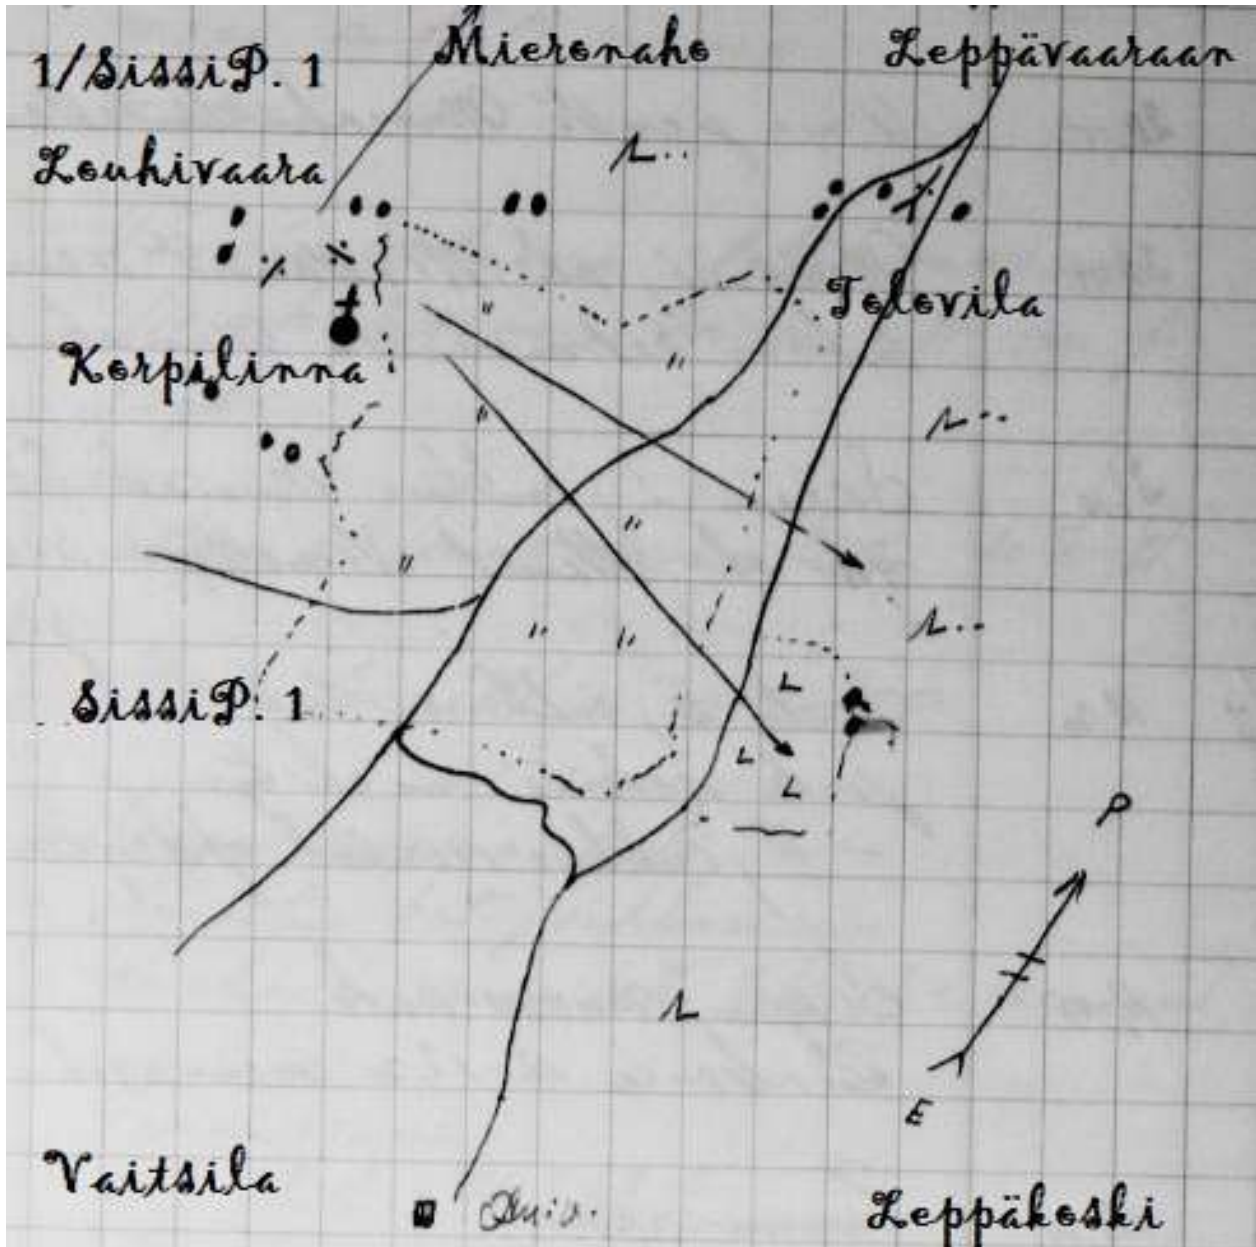 Mieronaho
Leppävaaraan
1/SissiP. 1
Louhivaara
Tolovila
Korpilinna
SissiP. 1
P
E
Vaitsila
Leppäkoski